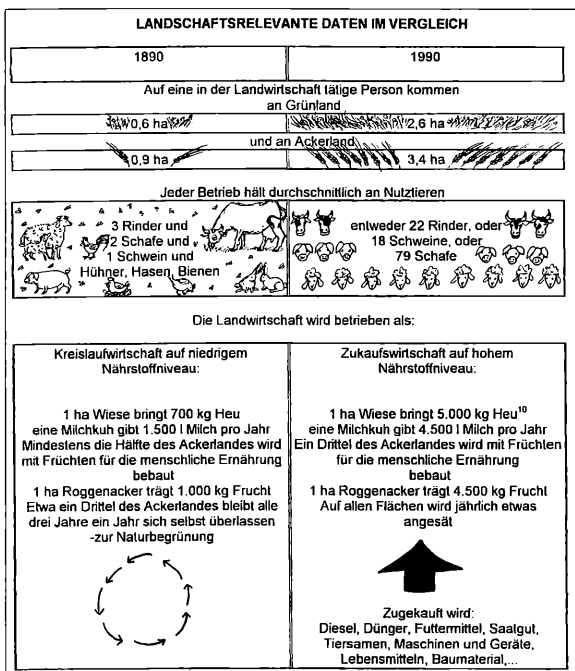 LANDSCHAFTSRELEVANTE DATEN IM VERGLEICH
1890
1990
Auf eine in der Landwirtschaft tätige Person kommen
an Grünland
0,6 ha
2,6 ha
und an Ackerland
0,9 ha
3,4 ha
Jeder Betrieb hält durchschnittlich an Nutztieren
3 Rinder und
2 Schafe und
1 Schwein und
Hühner, Hasen, Bienen
entweder 22 Rinder, oder
18 Schweine, oder
79 Schafe
Die Landwirtschaft wird betrieben als:
Kreislaufwirtschaft auf niedrigem
Nährstoffniveau:
1 ha Wiese bringt 700 kg Heu
eine Milchkuh gibt 1.500 l Milch pro Jahr
Mindestens die Hälfte des Ackerlandes wird
mit Früchten für die menschliche Ernährung
bebaut
1 ha Roggenacker trägt 1.000 kg Frucht
Etwa ein Drittel des Ackerlandes bleibt alle
drei Jahre ein Jahr sich selbst überlassen
-zur Naturbegrünung
Zukaufswirtschaft auf hohem
Nährstoffniveau:
1 ha Wiese bringt 5.000 kg Heu¹⁰
eine Milchkuh gibt 4.500 l Milch pro Jahr
Ein Drittel des Ackerlandes wird mit Früchten
für die menschliche Ernährung
bebaut
1 ha Roggenacker trägt 4.500 kg Frucht
Auf allen Flächen wird jährlich etwas
angesät
Zugekauft wird:
Diesel, Dünger, Futtermittel, Saatgut,
Tiersamen, Maschinen und Geräte,
Lebensmitteln, Baumaterial,...